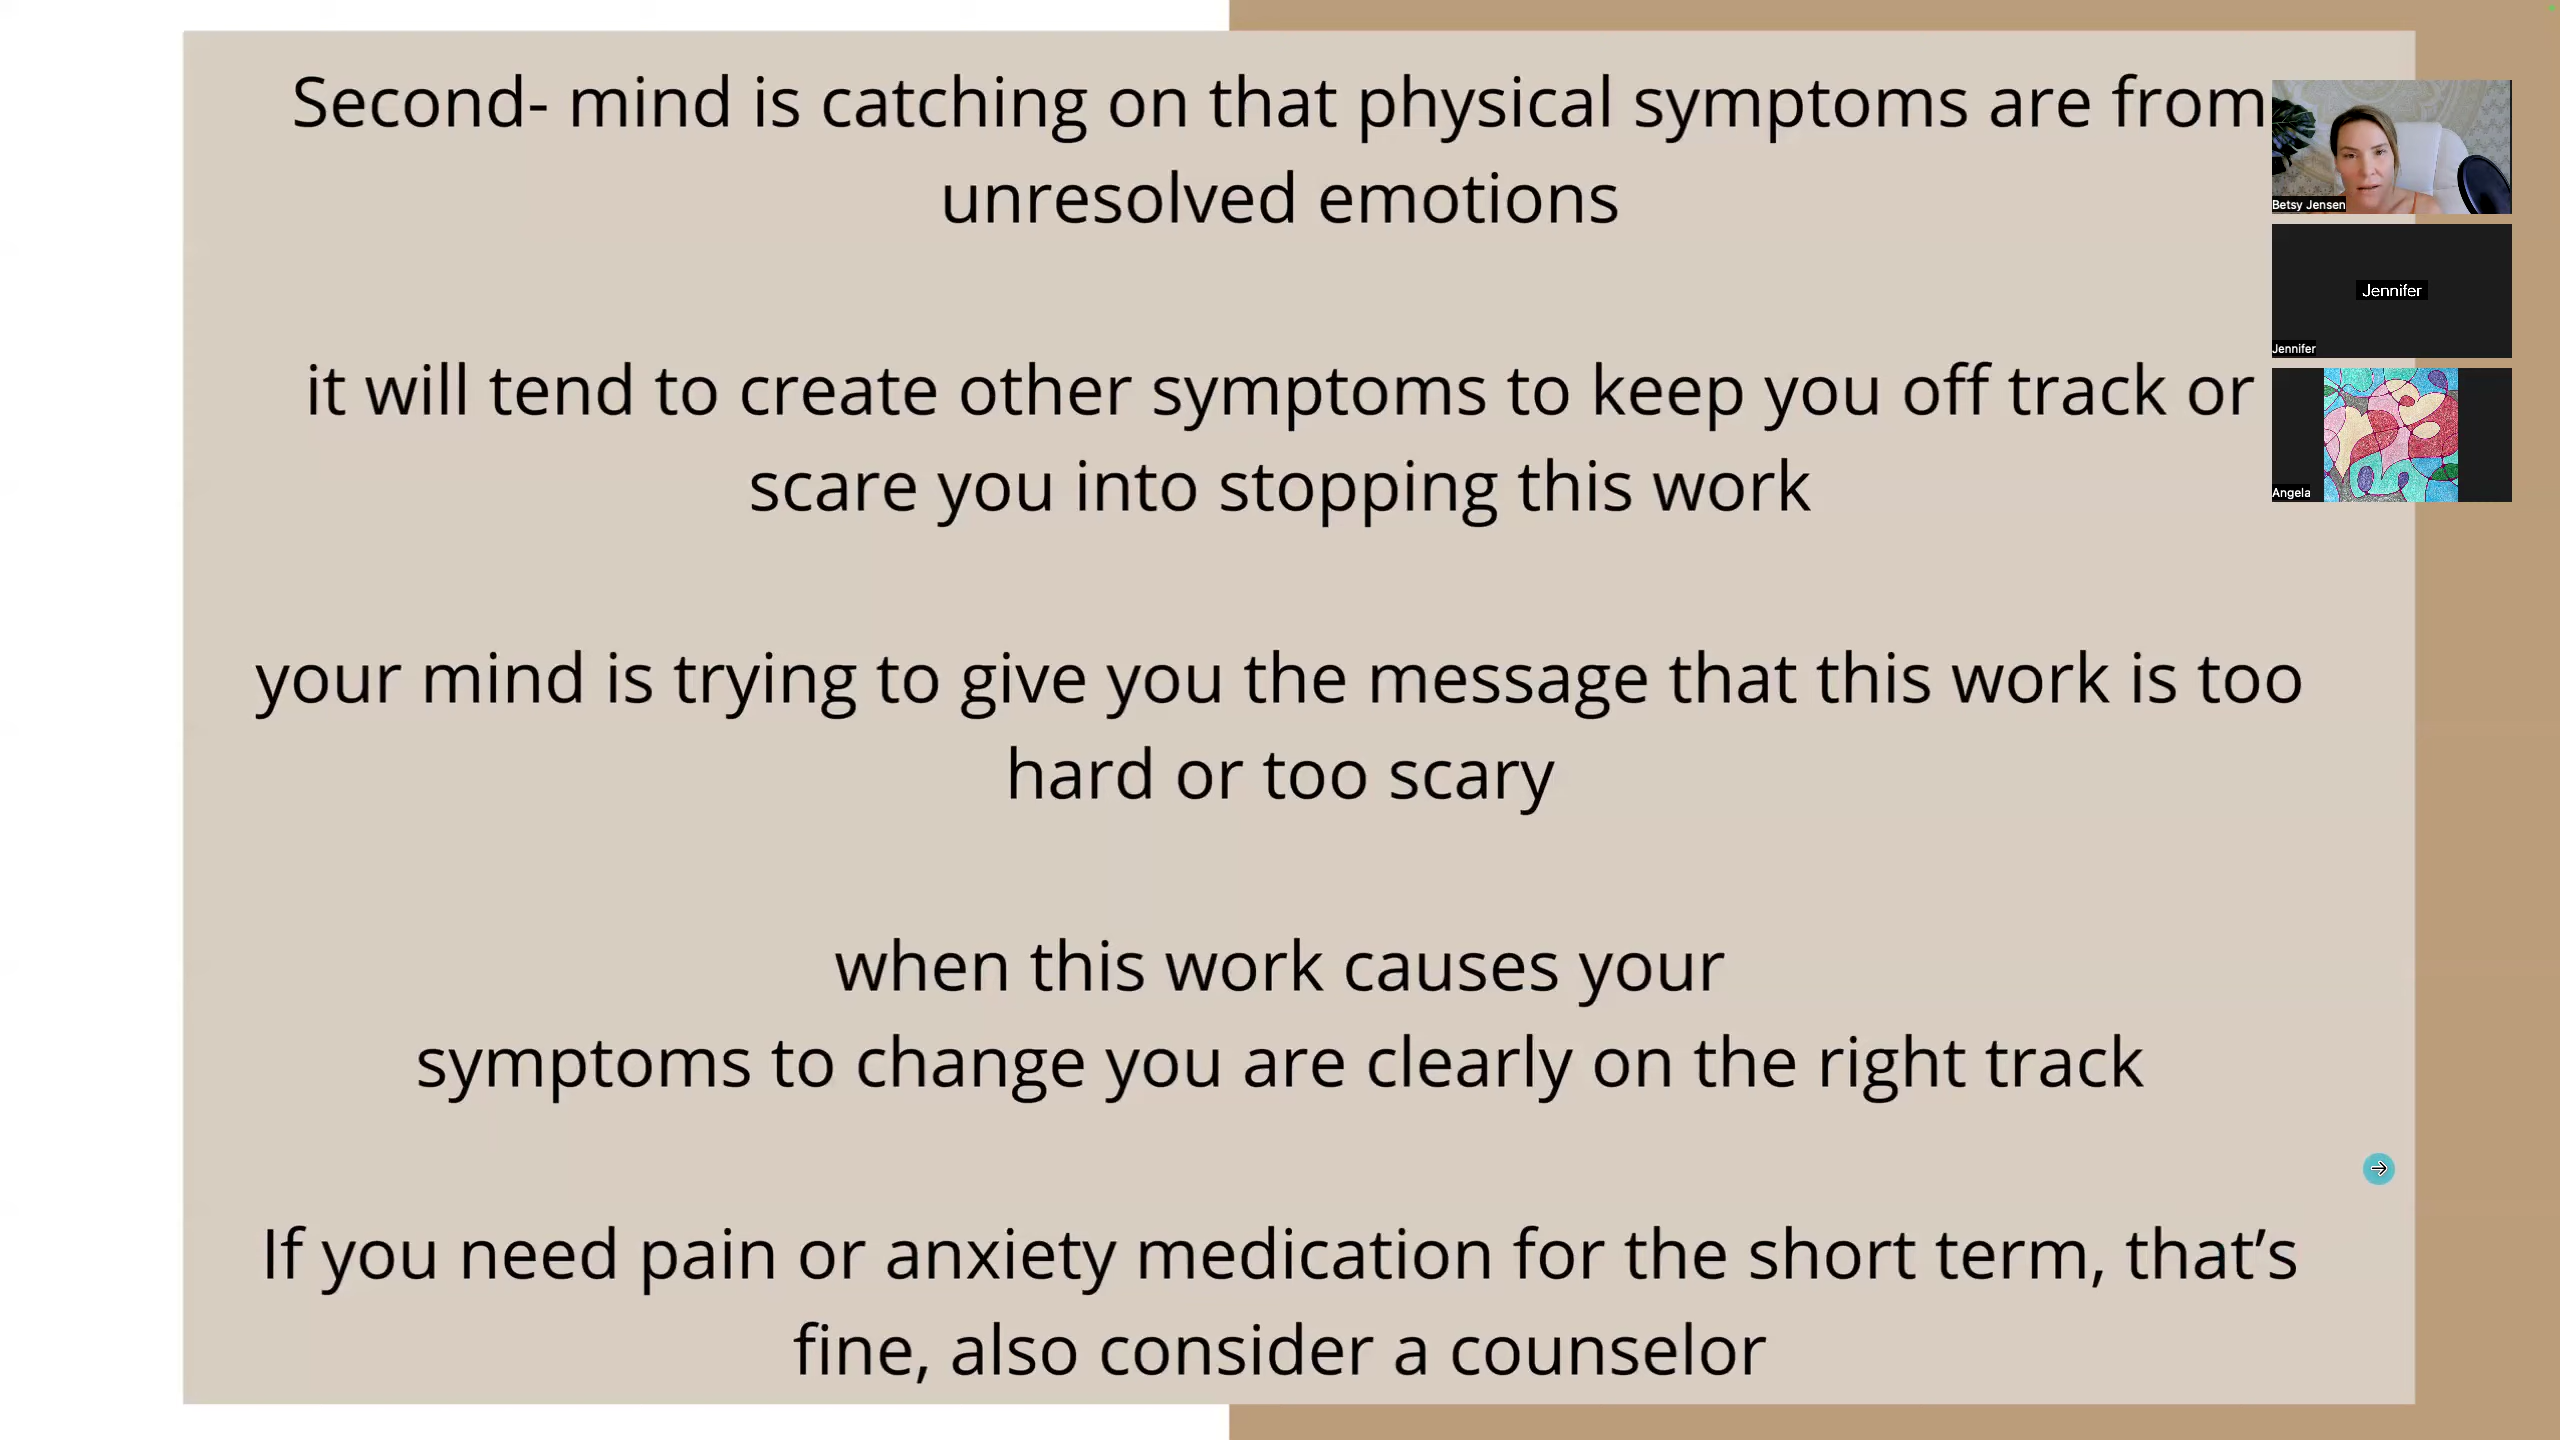 Second- mind is catching on that physical symptoms are from
unresolved emotions
it will tend to create other symptoms to keep you off track or
scare you into stopping this work
your mind is trying to give you the message that this work is too
hard or too scary
when this work causes your
symptoms to change you are clearly on the right track
If you need pain or anxiety medication for the short term, that’s
fine, also consider a counselor
Betsy Jensen
Jennifer
Jennifer
Angela